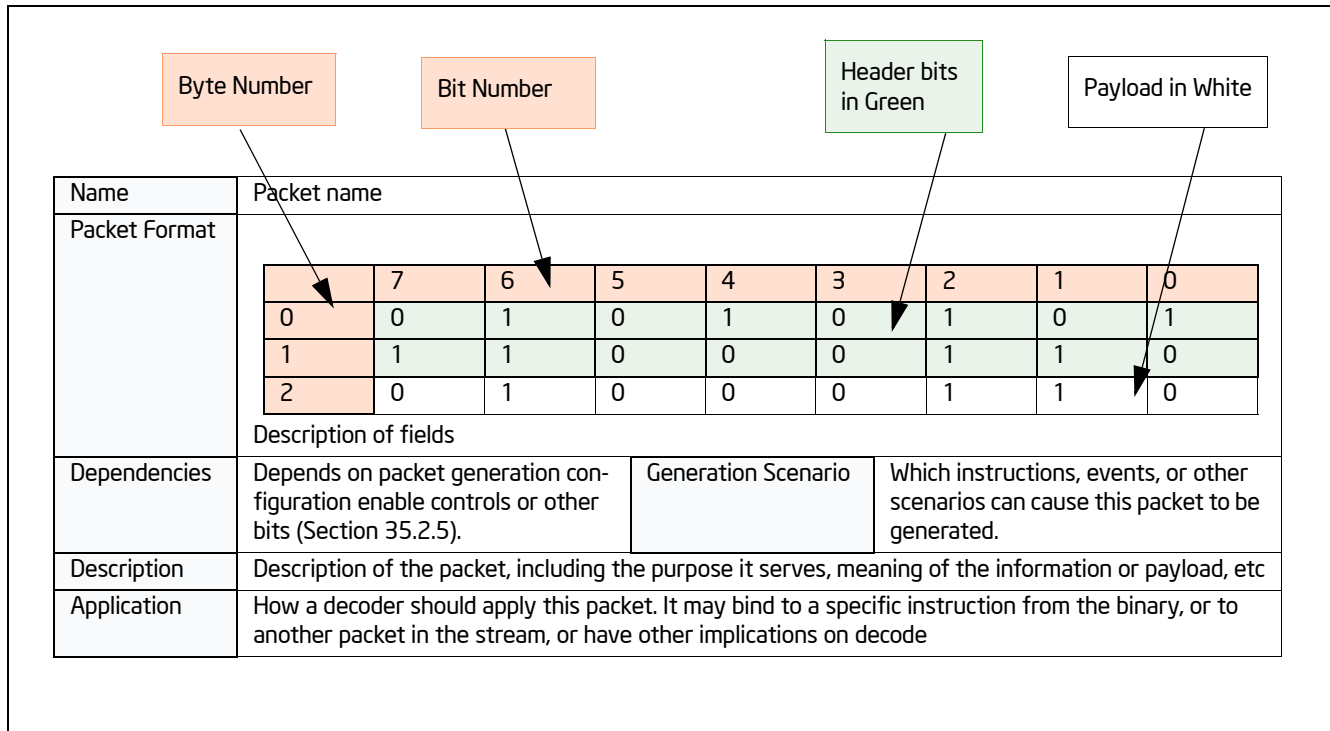 Byte Number
Bit Number
Header bits
in Green
Payload in White
Name Packet name
Packet Format
7 6 5 4 3 2 1 0
0 0 1 0 1 0 1 0 1
1 1 1 0 0 0 1 1 0
2 0 1 0 0 0 1 1 0
Description of fields
Dependencies Depends on packet generation con-
figuration enable controls or other
bits (Section 35.2.5).
Generation Scenario Which instructions, events, or other
scenarios can cause this packet to be
generated.
Description Description of the packet, including the purpose it serves, meaning of the information or payload, etc
Application How a decoder should apply this packet. It may bind to a specific instruction from the binary, or to
another packet in the stream, or have other implications on decode